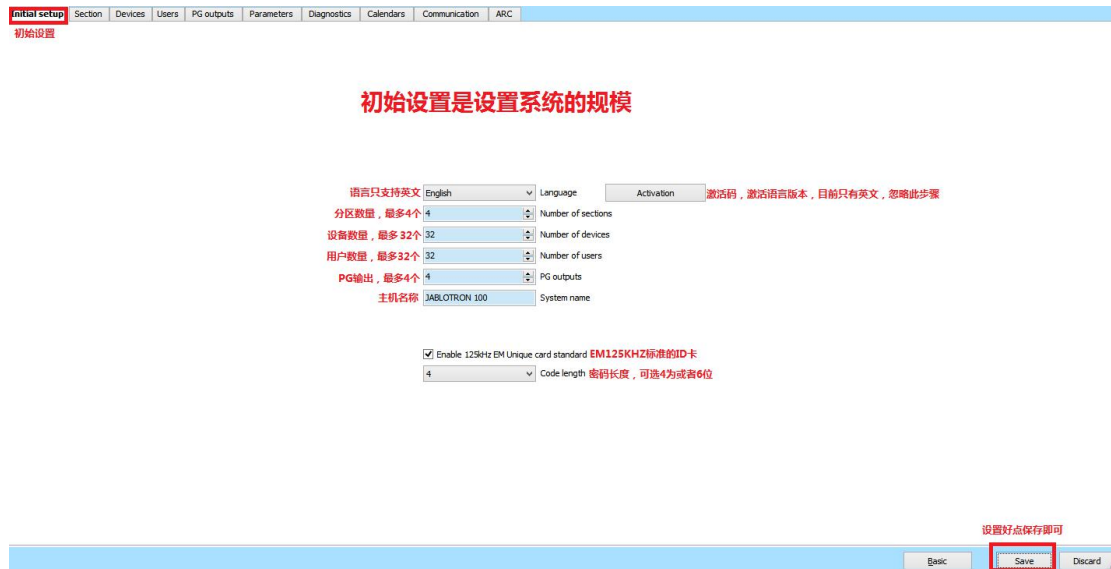 Initial setup Section Devices Users PG outputs Parameters Diagnostics Calendars Communication ARC
初始设置
初始设置是设置系统的规模
语言只支持英文 English Language Activation 激活码，激活语言版本，目前只有英文，忽略此步骤
分区数量，最多4个 4 Number of sections
设备数量，最多32个 32 Number of devices
用户数量，最多32个 32 Number of users
PG输出，最多4个 4 PG outputs
主机名称 JABLOTRON 100 System name
Enable 125kHz EM Unique card standard EM125KHZ标准的ID卡
4 Code length 密码长度，可选4为或者6位
设置好点保存即可
Basic Save Discard